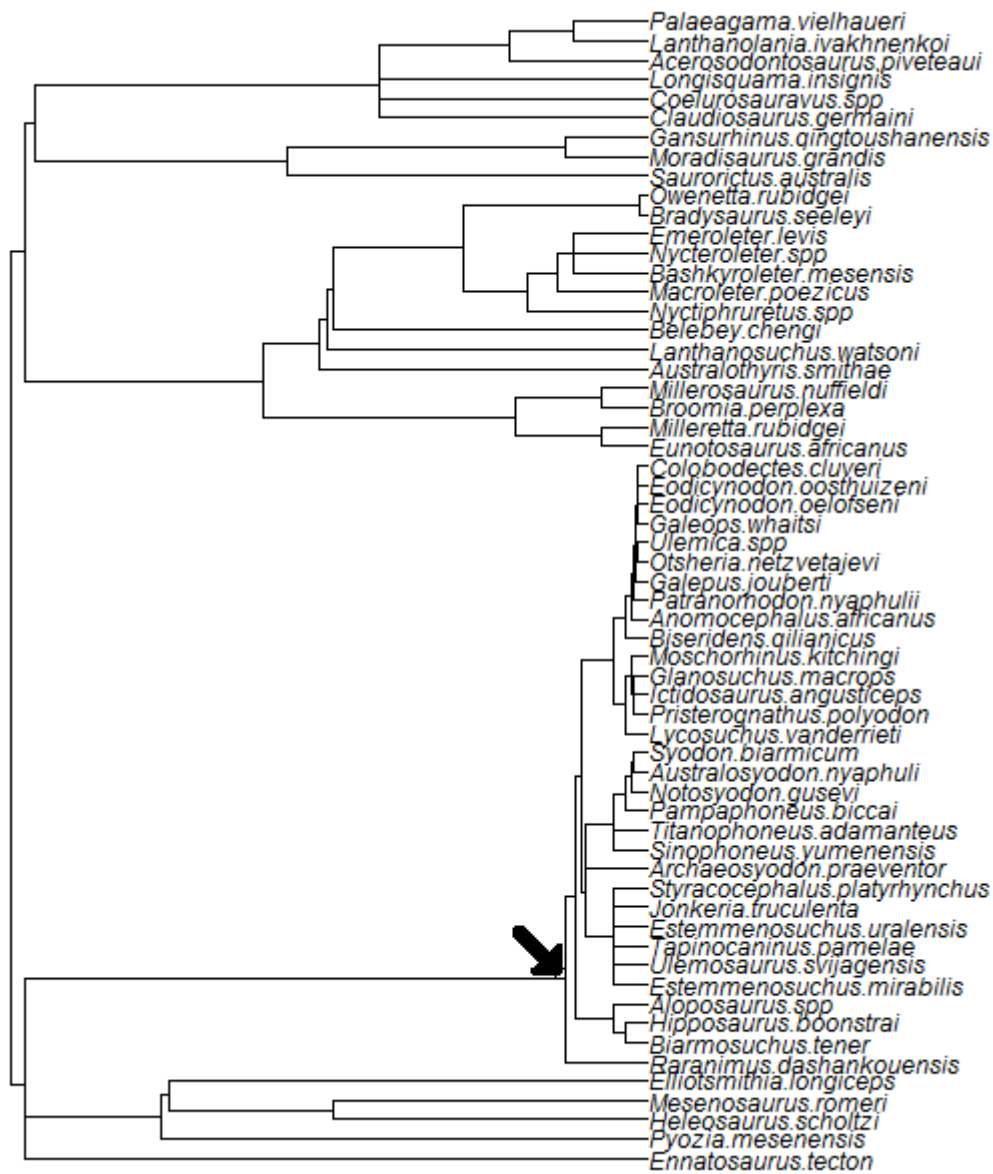 Palaeagama.vielhaueri
Lanthanolania.ivakhnenkoi
Acerosodontosaurus.piveteaui
Longisquama.insignis
Coelurosauravus.spp
Claudiosaurus.germaini
Gansurhinus.qingtoushanensis
Moradisaurus.grandis
Saurorictus.australis
Owenetta.rubidgei
Bradysaurus.seeleyi
Emeroleter.levis
Nycteroleter.spp
Bashkyroleter.mesensis
Macroleter.poezicus
Nyctiphruretus.spp
Belebey.chengi
Lanthanosuchus.watsoni
Australothyris.smithae
Millerosaurus.nuffieldi
Broomia.perplexa
Milleretta.rubidgei
Eunotosaurus.africanus
Colobodectes.cluveri
Eodicynodon.oosthuizeni
Eodicynodon.oelofseni
Galeops.whaitsi
Ulemica.spp
Otsheria.netzvetajevi
Galepus.jouberti
Patranomodon.nyaphulii
Anomocephalus.africanus
Biseridens.qilianicus
Moschorhinus.kitchingi
Glanosuchus.macrops
Ictidosaurus.angusticeps
Pristerognathus.polyodon
Lycosuchus.vanderrieti
Syodon.biarmicum
Australosyodon.nyaphuli
Notosyodon.gusevi
Pampaphoneus.biccai
Titanophoneus.adamanteus
Sinophoneus.yumenensis
Archaeosyodon.praeventor
Styracocephalus.platyrhynchus
Jonkeria.truculenta
Estemmenosuchus.uralensis
Tapinocaninus.pamelae
Ulemosaurus.svijagensis
Estemmenosuchus.mirabilis
Aloposaurus.spp
Hipposaurus.boonstrai
Biarmosuchus.tener
Raranimus.dashankouensis
Elliotsmithia.longiceps
Mesenosaurus.romeri
Heleosaurus.scholtzi
Pyozia.mesenensis
Ennatosaurus.tecton